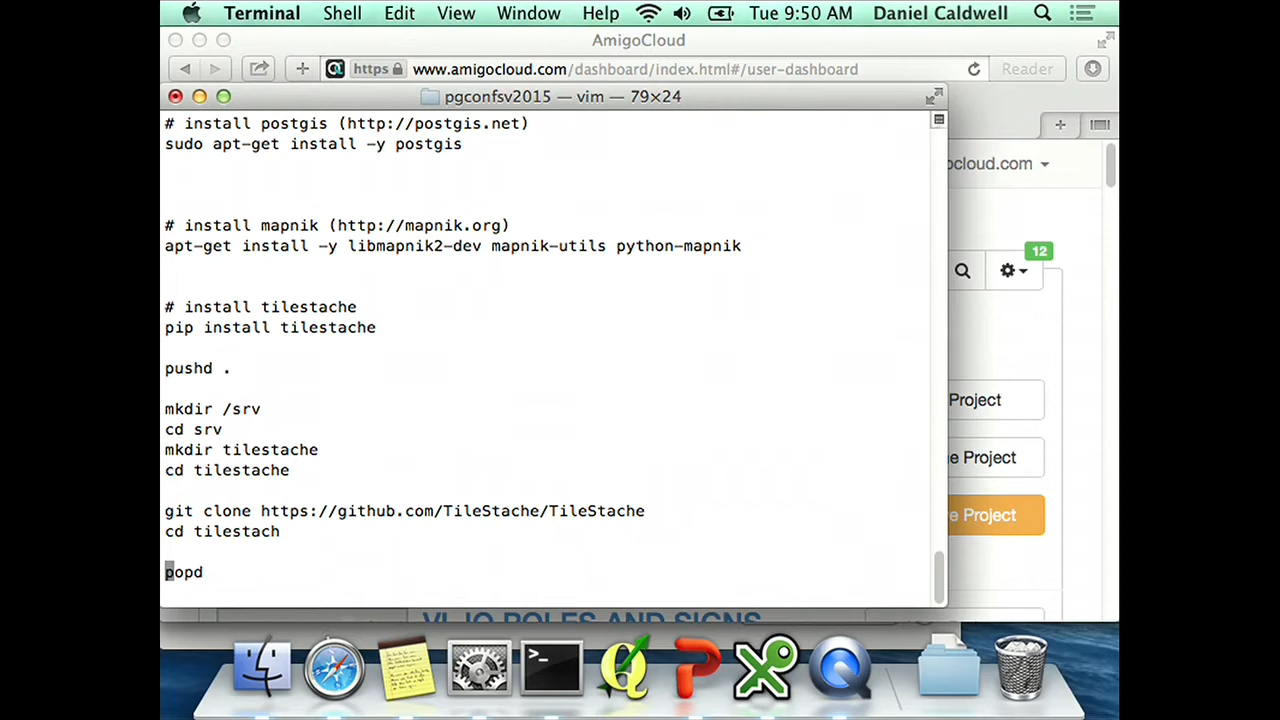 Terminal Shell Edit View Window Help Tue 9:50 AM Daniel Caldwell
AmigoCloud
https www.amigocloud.com/dashboard/index.html#/user-dashboard Reader
pgconfsv2015 — vim — 79×24
# install postgis (http://postgis.net)
sudo apt-get install -y postgis
ocloud.com
# install mapnik (http://mapnik.org)
apt-get install -y libmapnik2-dev mapnik-utils python-mapnik
12
# install tilestache
pip install tilestache
pushd .
Project
mkdir /srv
cd srv
mkdir tilestache
e Project
cd tilestache
git clone https://github.com/TileStache/TileStache
e Project
cd tilestach
popd
POLES AND SIGNS